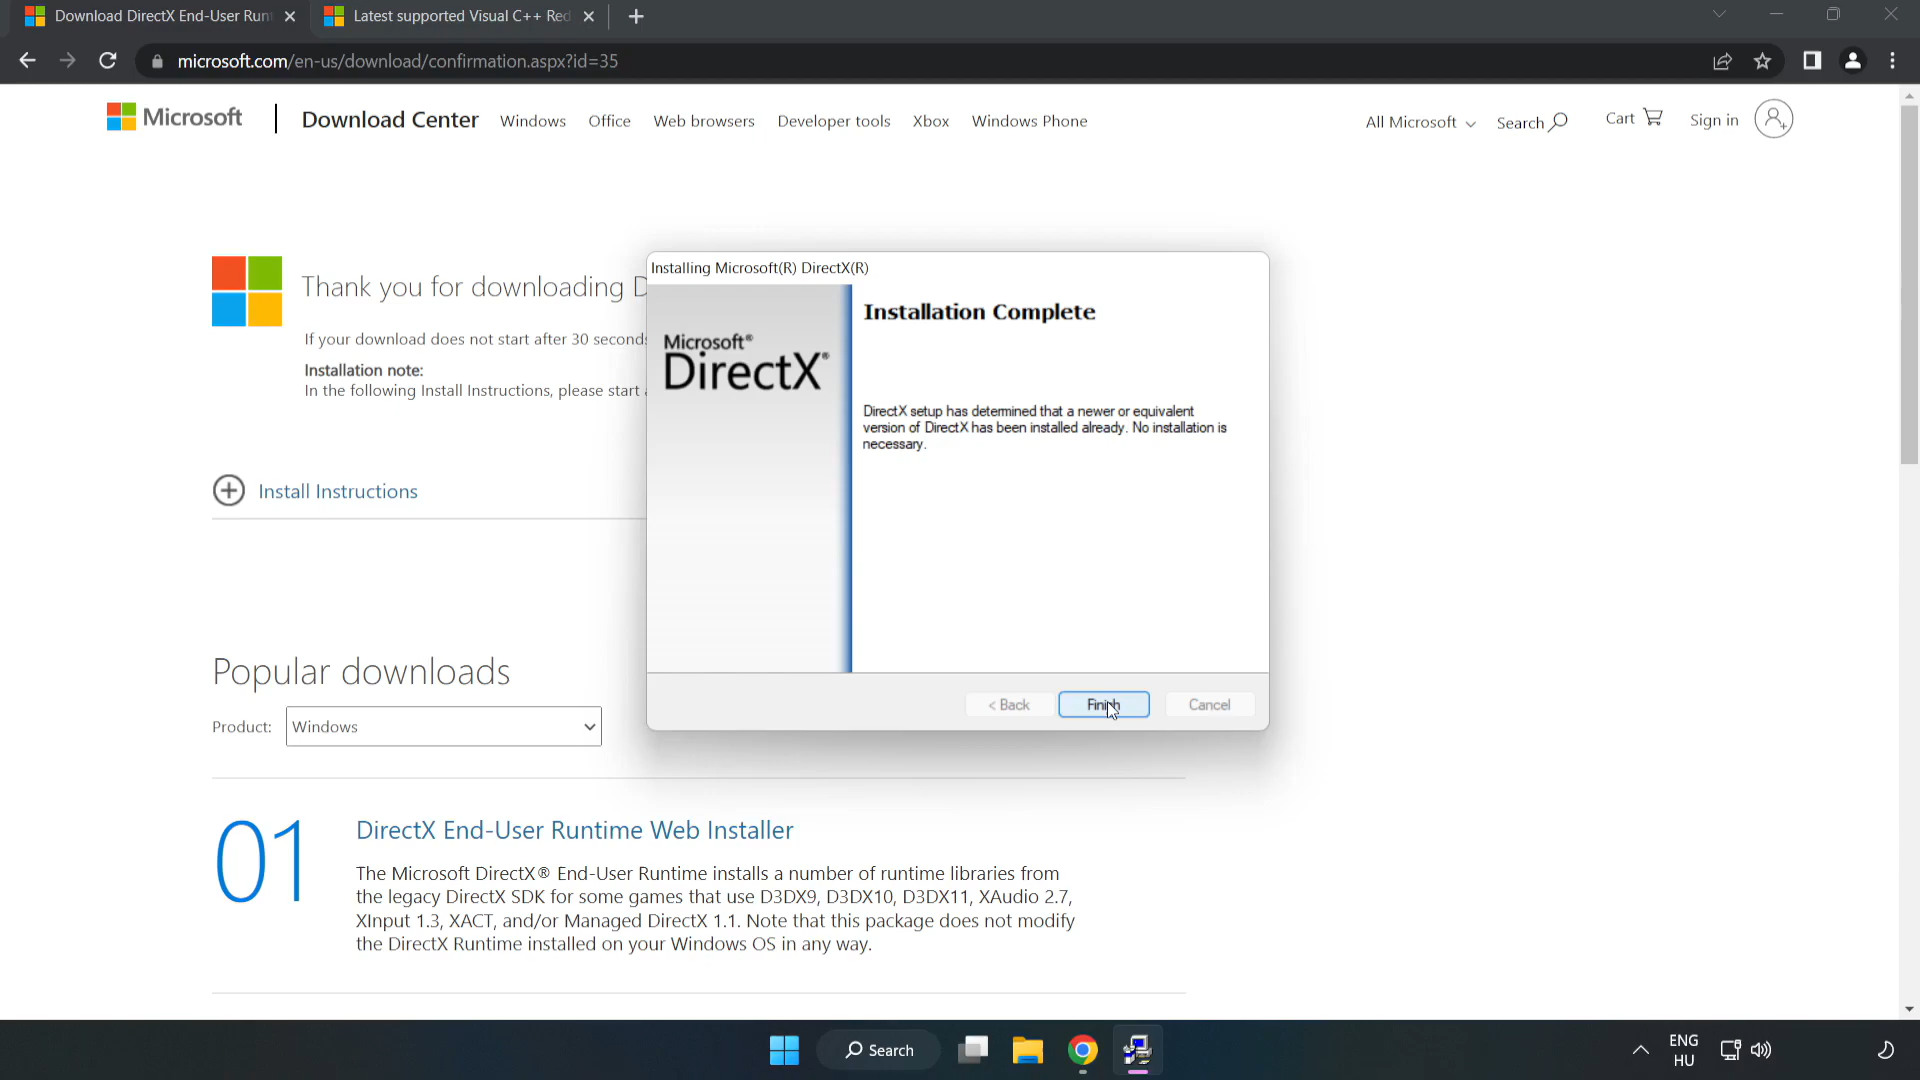 Download DirectX End-User Run
Latest supported Visual C++ Red
microsoft.com/en-us/download/confirmation.aspx?id=35
Microsoft
Download Center
Windows
Office
Web browsers
Developer tools
Xbox
Windows Phone
All Microsoft
Search
Cart
Sign in
Thank you for downloading D
If your download does not start after 30 seconds
Installation note:
In the following Install Instructions, please start
Install Instructions
Installing Microsoft(R) DirectX(R)
Microsoft®
DirectX®
Installation Complete
DirectX setup has determined that a newer or equivalent
version of DirectX has been installed already. No installation is
necessary.
< Back
Finish
Cancel
Popular downloads
Product:
Windows
01
DirectX End-User Runtime Web Installer
The Microsoft DirectX® End-User Runtime installs a number of runtime libraries from
the legacy DirectX SDK for some games that use D3DX9, D3DX10, D3DX11, XAudio 2.7,
XInput 1.3, XACT, and/or Managed DirectX 1.1. Note that this package does not modify
the DirectX Runtime installed on your Windows OS in any way.
Search
ENG
HU